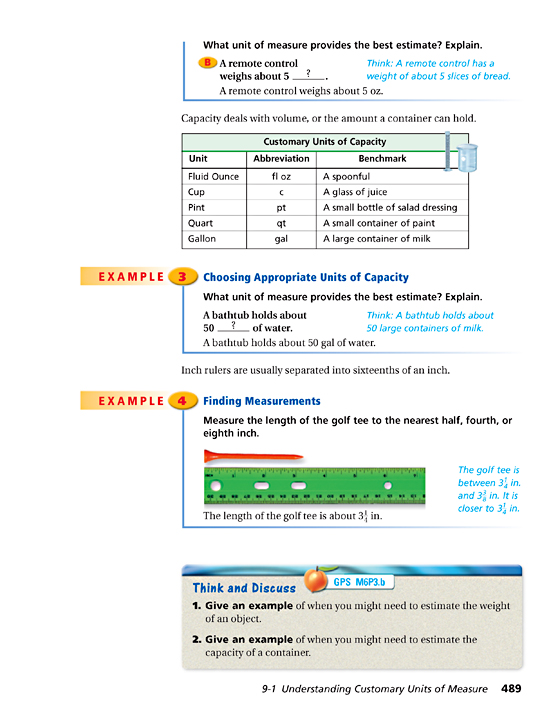 What unit of measure provides the best estimate? Explain.
B A remote control
weighs about 5 ? .
Think: A remote control has a
weight of about 5 slices of bread.
A remote control weighs about 5 oz.
Capacity deals with volume, or the amount a container can hold.
Customary Units of Capacity
Unit Abbreviation Benchmark
Fluid Ounce fl oz A spoonful
Cup c A glass of juice
Pint pt A small bottle of salad dressing
Quart qt A small container of paint
Gallon gal A large container of milk
EXAMPLE 3 Choosing Appropriate Units of Capacity
What unit of measure provides the best estimate? Explain.
A bathtub holds about
50 ? of water.
Think: A bathtub holds about
50 large containers of milk.
A bathtub holds about 50 gal of water.
Inch rulers are usually separated into sixteenths of an inch.
EXAMPLE 4 Finding Measurements
Measure the length of the golf tee to the nearest half, fourth, or
eighth inch.
The golf tee is
between 3 1/4 in.
and 3 3/8 in. It is
closer to 3 1/4 in.
The length of the golf tee is about 3 1/4 in.
Think and Discuss GPS M6P3.b
1. Give an example of when you might need to estimate the weight
of an object.
2. Give an example of when you might need to estimate the
capacity of a container.
9-1 Understanding Customary Units of Measure 489